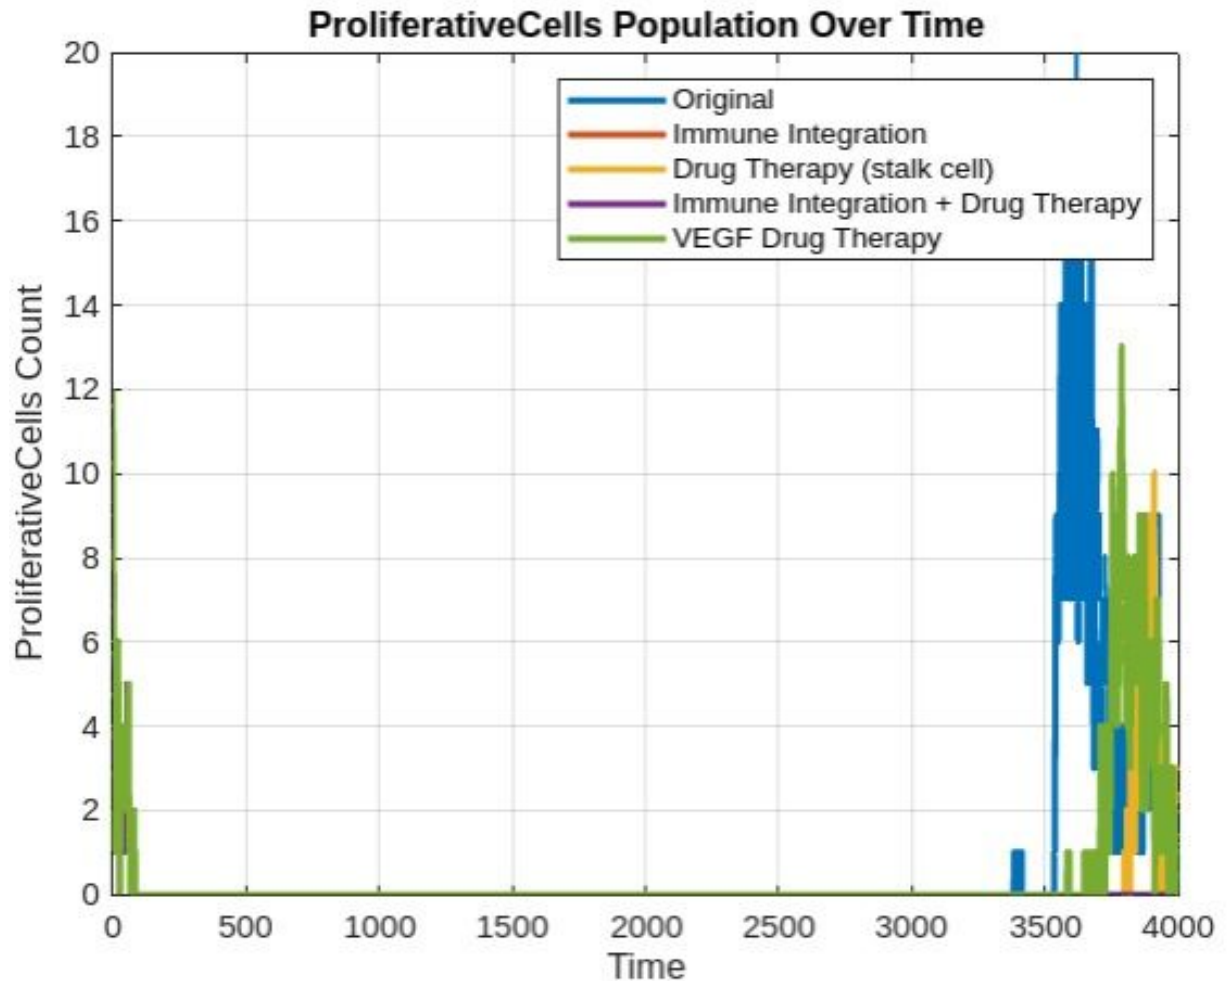 ProliferativeCells Population Over Time
20
18
16
14
12
10
8
6
4
2
0
ProliferativeCells Count
Original
Immune Integration
Drug Therapy (stalk cell)
Immune Integration + Drug Therapy
VEGF Drug Therapy
0 500 1000 1500 2000 2500 3000 3500 4000
Time